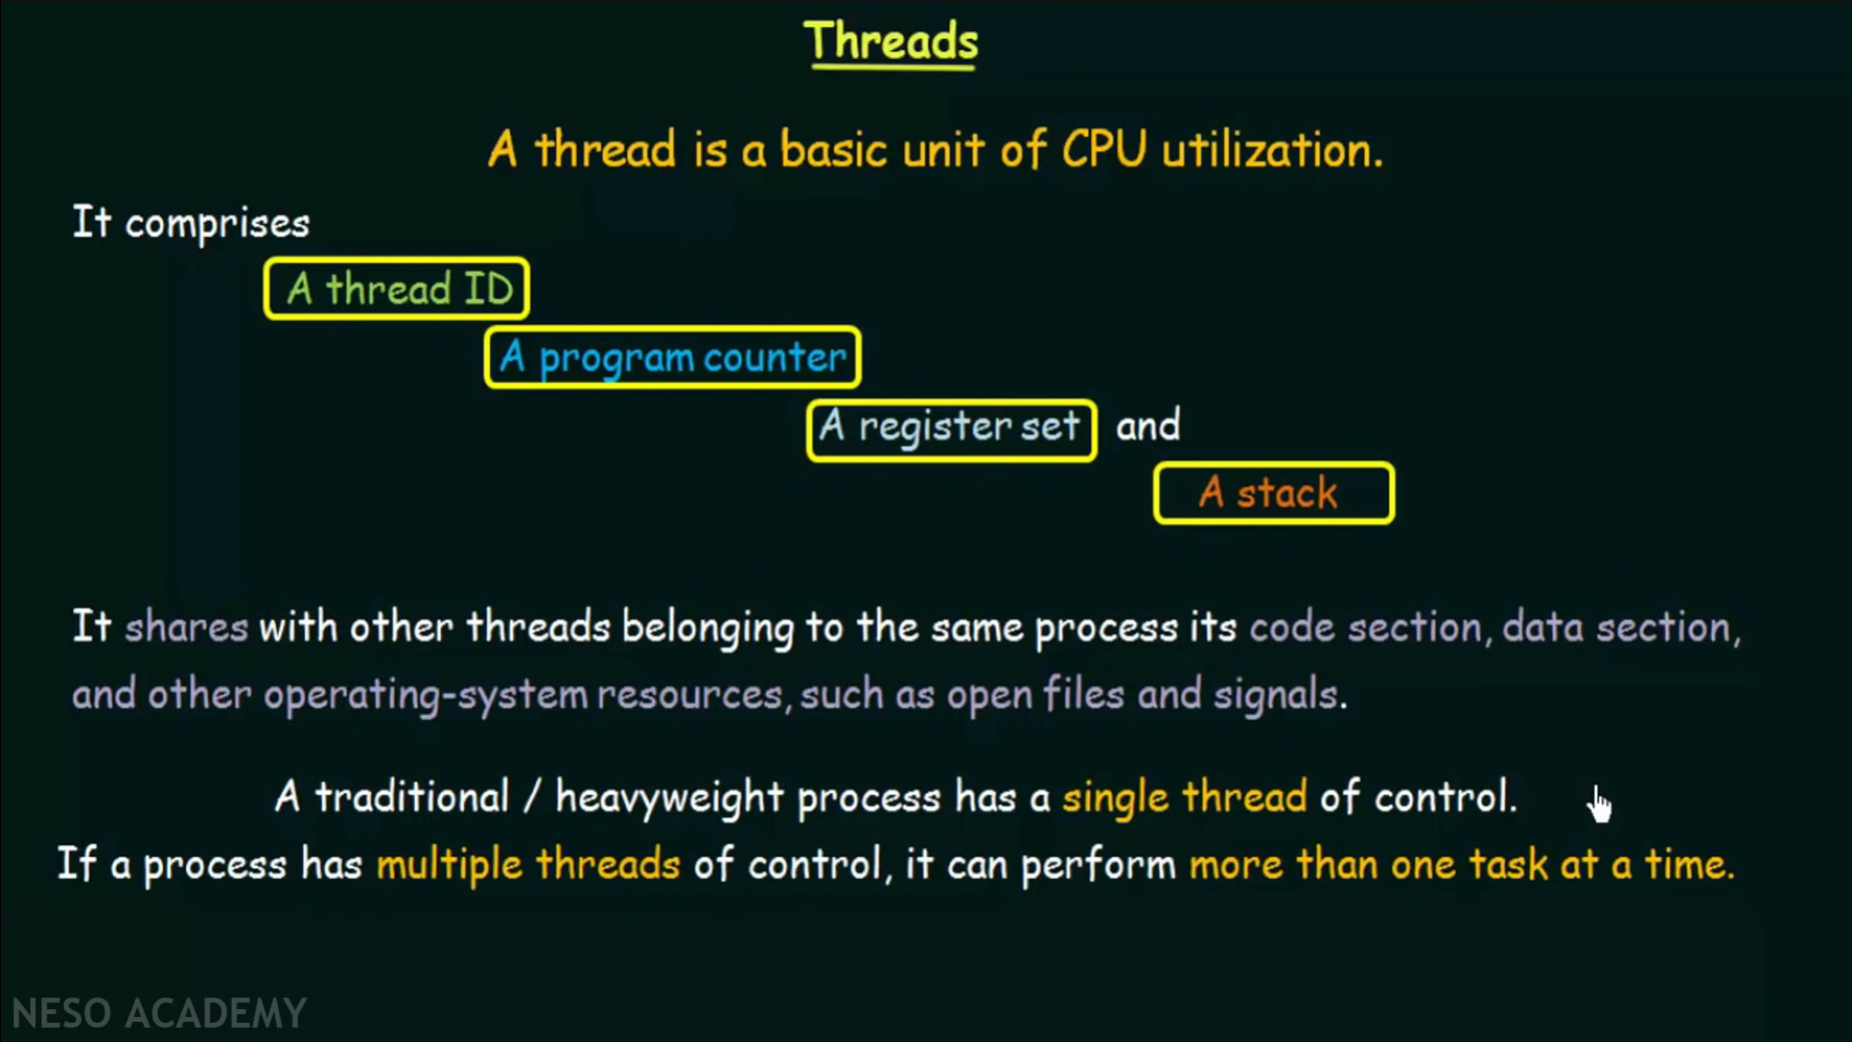 Threads
A thread is a basic unit of CPU utilization.
It comprises
A thread ID
A program counter
A register set and
A stack
It shares with other threads belonging to the same process its code section, data section,
and other operating-system resources, such as open files and signals.
A traditional / heavyweight process has a single thread of control.
If a process has multiple threads of control, it can perform more than one task at a time.
NESO ACADEMY